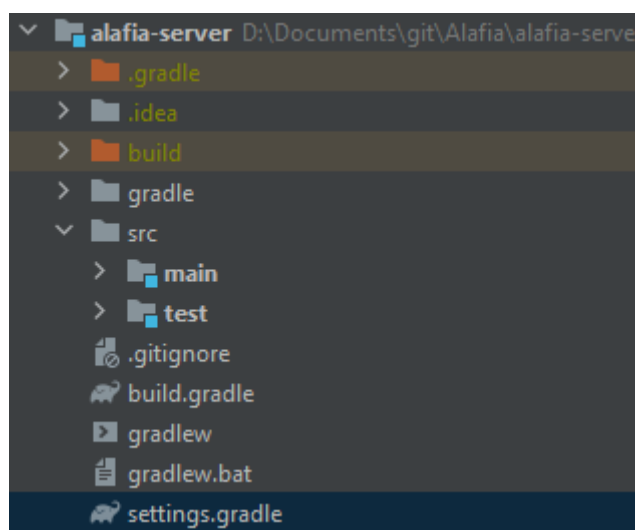 alafia-server D:\Documents\git\Alafia\alafia-serve
.gradle
.idea
build
gradle
src
main
test
.gitignore
build.gradle
gradlew
gradlew.bat
settings.gradle